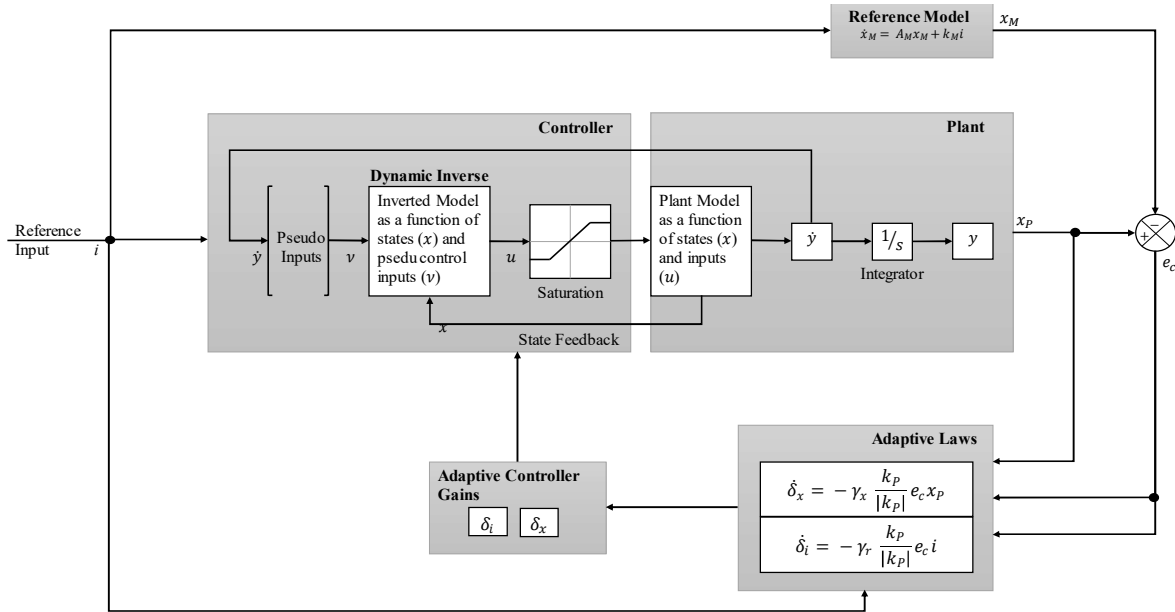 Reference Model
ẋ_M = A_M x_M + k_M i
x_M
Controller
Plant
Dynamic Inverse
Inverted Model
as a function of
states (x) and
psedu control
inputs (ν)
Pseudo
Inputs
ẏ
ν
u
Saturation
Plant Model
as a function
of states (x)
and inputs
(u)
ẏ
1/s
Integrator
y
x_P
−
+
e_c
Reference
Input
i
x
State Feedback
Adaptive Laws
δ̇_x = − γ_x k_P/|k_P| e_c x_P
δ̇_i = − γ_r k_P/|k_P| e_c i
Adaptive Controller
Gains
δ_i
δ_x